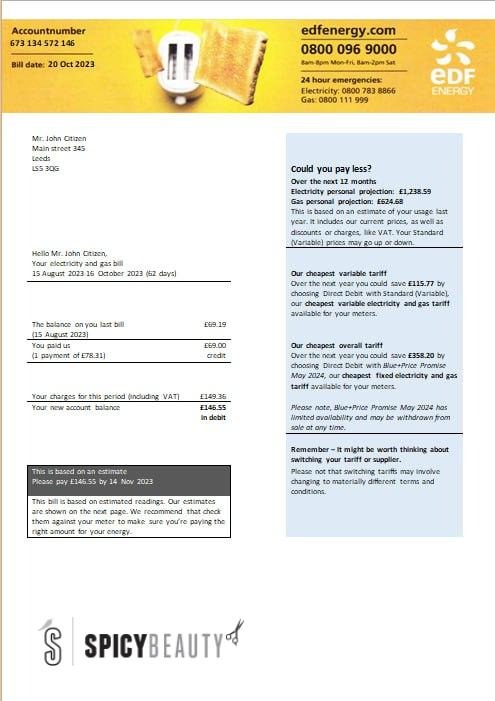 Accountnumber
673 134 572 146
Bill date: 20 Oct 2023
edfenergy.com
0800 096 9000
8am-8pm Mon-Fri, 8am-2pm Sat
24 hour emergencies:
Electricity: 0800 783 8866
Gas: 0800 111 999
eDF
ENERGY
Mr. John Citizen
Main street 345
Leeds
LS5 3QG
Hello Mr. John Citizen,
Your electricity and gas bill
15 August 2023-16 October 2023 (62 days)
The balance on you last bill £69.19
(15 August 2023)
You paid us £69.00
(1 payment of £78.31) credit
Your charges for this period (including VAT) £149.36
Your new account balance £146.55
in debit
This is based on an estimate
Please pay £146.55 by 14 Nov 2023
This bill is based on estimated readings. Our estimates
are shown on the next page. We recommend that check
them against your meter to make sure you're paying the
right amount for your energy.
Could you pay less?
Over the next 12 months
Electricity personal projection: £1,238.59
Gas personal projection: £624.68
This is based on an estimate of your usage last
year. It includes our current prices, as well as
discounts or charges, like VAT. Your Standard
(Variable) prices may go up or down.
Our cheapest variable tariff
Over the next year you could save £115.77 by
choosing Direct Debit with Standard (Variable),
our cheapest variable electricity and gas tariff
available for your meters.
Our cheapest overall tariff
Over the next year you could save £358.20 by
choosing Direct Debit with Blue+Price Promise
May 2024, our cheapest fixed electricity and gas
tariff available for your meters.
Please note, Blue+Price Promise May 2024 has
limited availability and may be withdrawn from
sale at any time.
Remember – It might be worth thinking about
switching your tariff or supplier.
Please not that switching tariffs may involve
changing to materially different terms and
conditions.
S SPICYBEAUTY